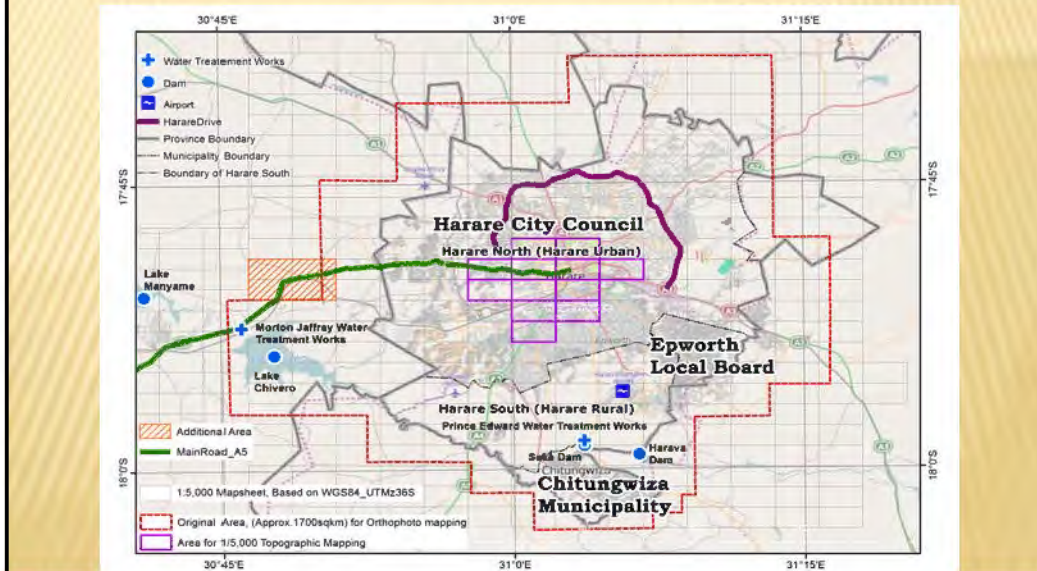 30°45'E
31°0'E
31°15'E
Water Treatement Works
Dam
Airport
HarareDrive
Province Boundary
Municipality Boundary
Boundary of Harare South
17°45'S
17°45'S
Harare City Council
Harare North (Harare Urban)
Harare
Lake
Manyame
Morton Jaffray Water
Treatment Works
Lake
Chivero
Epworth
Local Board
Harare South (Harare Rural)
Prince Edward Water Treatment Works
Seke Dam
Harava
Dam
Chitungwiza
Chitungwiza
Municipality
Additional Area
MainRoad_A5
18°0'S
18°0'S
1:5,000 Mapsheet, Based on WGS84_UTMz36S
Original Area, (Approx.1700sqkm) for Orthophoto mapping
Area for 1/5,000 Topographic Mapping
30°45'E
31°0'E
31°15'E